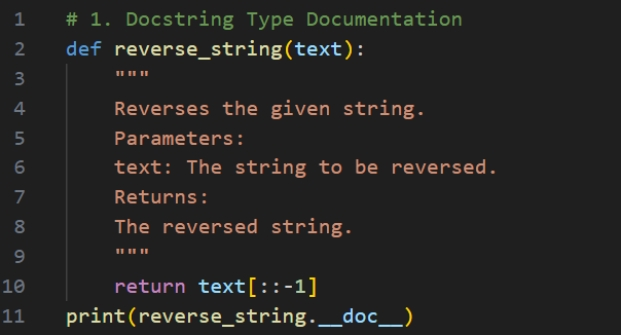 1 # 1. Docstring Type Documentation
2 def reverse_string(text):
3 """
4 Reverses the given string.
5 Parameters:
6 text: The string to be reversed.
7 Returns:
8 The reversed string.
9 """
10 return text[::-1]
11 print(reverse_string.__doc__)